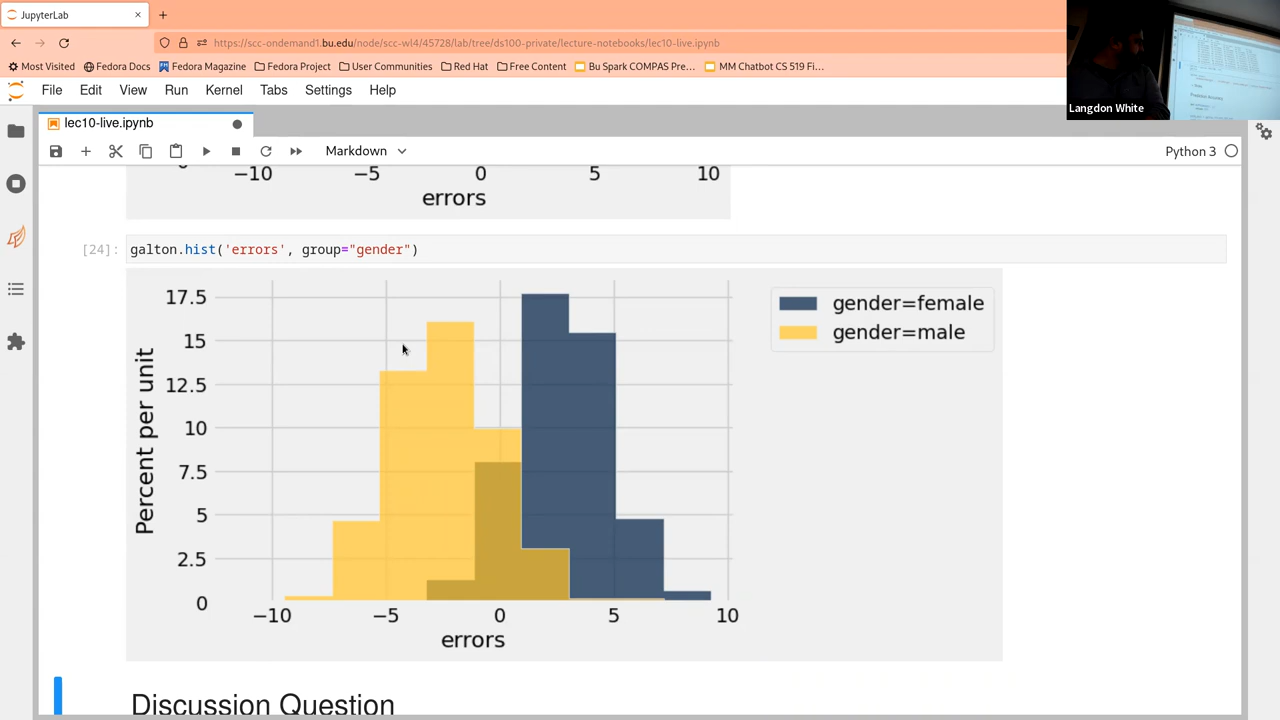 JupyterLab
https://scc-ondemand1.bu.edu/node/scc-wl4/45728/lab/tree/ds100-private/lecture-notebooks/lec10-live.ipynb
Most Visited Fedora Docs Fedora Magazine Fedora Project User Communities Red Hat Free Content Bu Spark COMPAS Pre… MM Chatbot CS 519 Fi…
Langdon White
File Edit View Run Kernel Tabs Settings Help
lec10-live.ipynb
Markdown
Python 3
−10 −5 0 5 10
errors
[24]: galton.hist('errors', group="gender")
17.5
15
12.5
10
7.5
5
2.5
0
Percent per unit
−10 −5 0 5 10
errors
gender=female
gender=male
Discussion Question